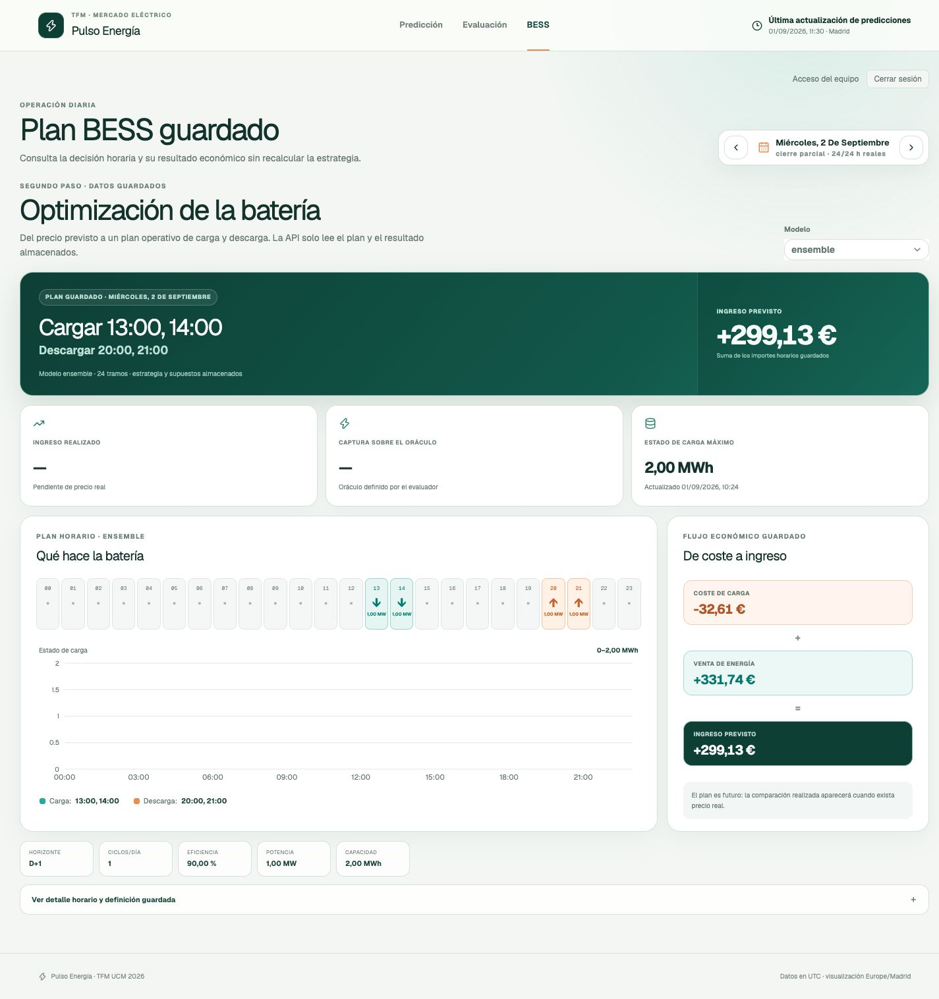 TFM · MERCADO ELÉCTRICO
Pulso Energía
Predicción
Evaluación
BESS
Última actualización de predicciones
01/09/2026, 11:30 · Madrid
Acceso del equipo
Cerrar sesión
OPERACIÓN DIARIA
Plan BESS guardado
Consulta la decisión horaria y su resultado económico sin recalcular la estrategia.
Miércoles, 2 De Septiembre
cierre parcial · 24/24 h reales
SEGUNDO PASO · DATOS GUARDADOS
Optimización de la batería
Del precio previsto a un plan operativo de carga y descarga. La API solo lee el plan y el resultado
almacenados.
Modelo
ensemble
PLAN GUARDADO · MIÉRCOLES, 2 DE SEPTIEMBRE
Cargar 13:00, 14:00
Descargar 20:00, 21:00
Modelo ensemble · 24 tramos · estrategia y supuestos almacenados
INGRESO PREVISTO
+299,13 €
Suma de los importes horarios guardados
INGRESO REALIZADO
—
Pendiente de precio real
CAPTURA SOBRE EL ORÁCULO
—
Oráculo definido por el evaluador
ESTADO DE CARGA MÁXIMO
2,00 MWh
Actualizado 01/09/2026, 10:24
PLAN HORARIO · ENSEMBLE
Qué hace la batería
00 01 02 03 04 05 06 07 08 09 10 11 12 13 14 15 16 17 18 19 20 21 22 23
1,00 MW 1,00 MW 1,00 MW 1,00 MW
Estado de carga
0–2,00 MWh
2
1.5
1
0.5
0
00:00 03:00 06:00 09:00 12:00 15:00 18:00 21:00
Carga: 13:00, 14:00
Descarga: 20:00, 21:00
FLUJO ECONÓMICO GUARDADO
De coste a ingreso
COSTE DE CARGA
-32,61 €
+
VENTA DE ENERGÍA
+331,74 €
=
INGRESO PREVISTO
+299,13 €
El plan es futuro: la comparación realizada aparecerá cuando exista
precio real.
HORIZONTE
D+1
CICLOS/DÍA
1
EFICIENCIA
90,00 %
POTENCIA
1,00 MW
CAPACIDAD
2,00 MWh
Ver detalle horario y definición guardada
+
Pulso Energía · TFM UCM 2026
Datos en UTC · visualización Europe/Madrid